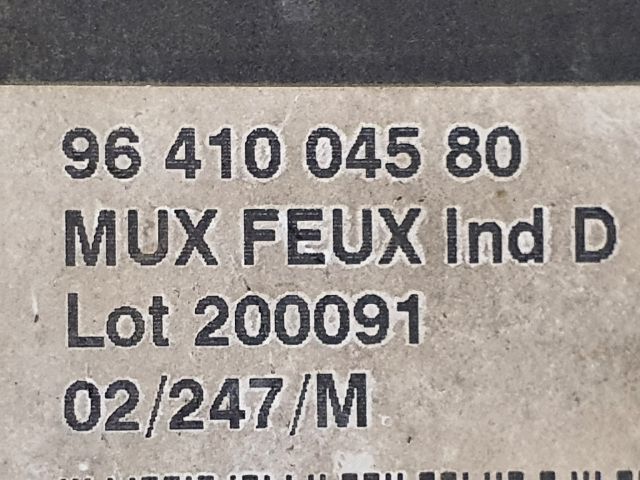 96 410 045 80
MUX FEUX Ind D
Lot 200091
02/247/M